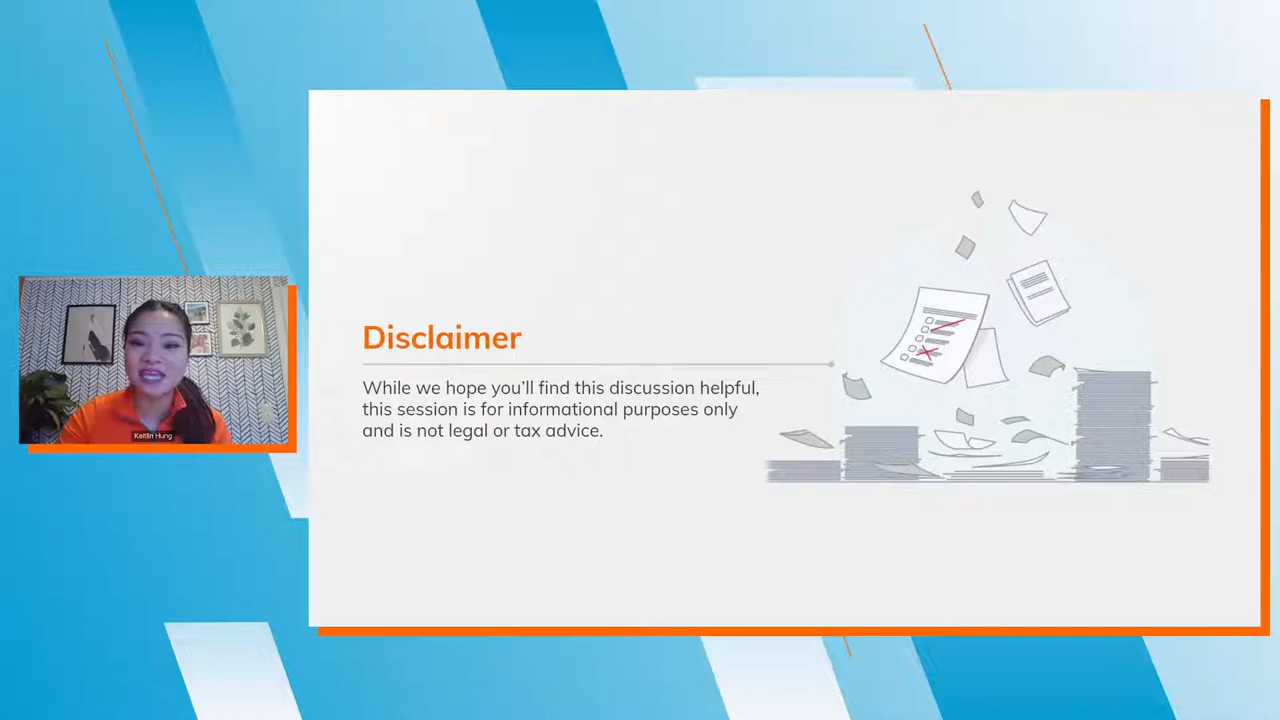 Disclaimer
While we hope you’ll find this discussion helpful,
this session is for informational purposes only
and is not legal or tax advice.
Kaitlin Hung